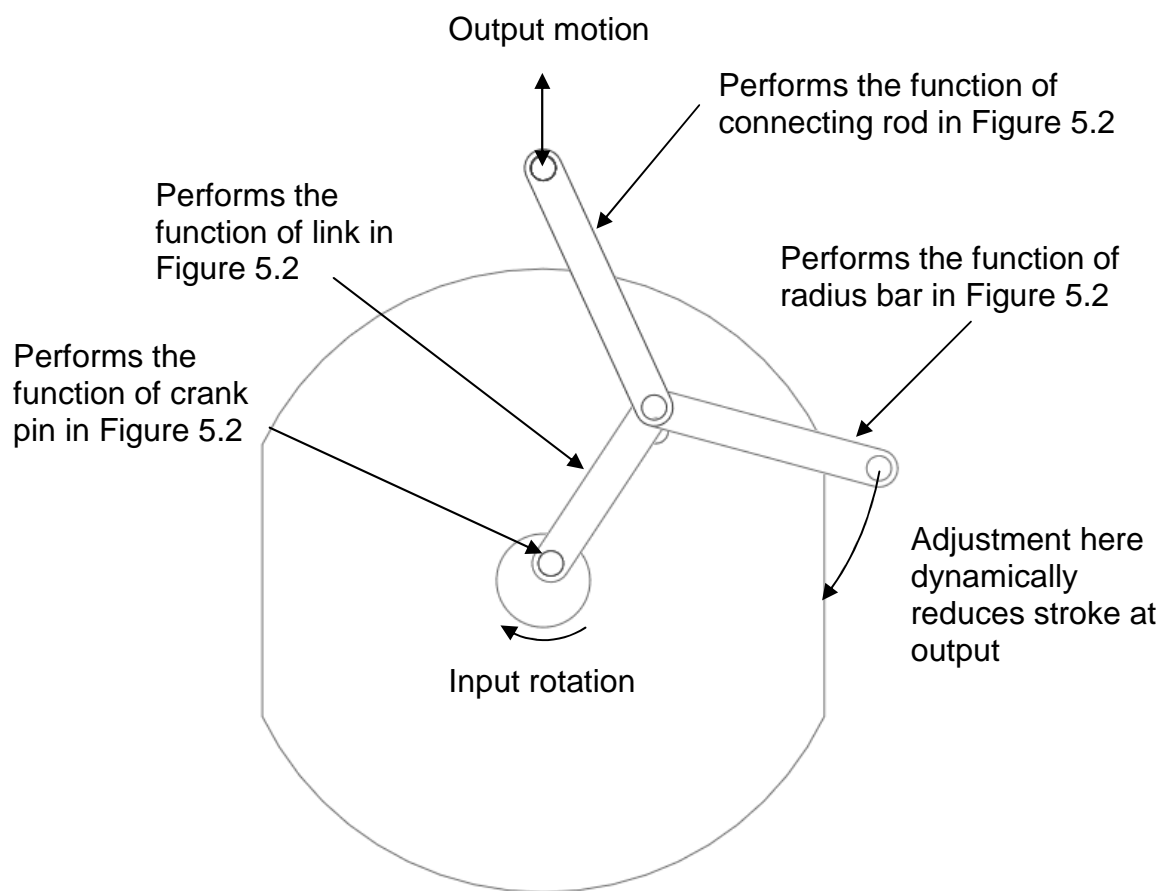 Output motion
Performs the function of
connecting rod in Figure 5.2
Performs the
function of link in
Figure 5.2
Performs the function of
radius bar in Figure 5.2
Performs the
function of crank
pin in Figure 5.2
Adjustment here
dynamically
reduces stroke at
output
Input rotation